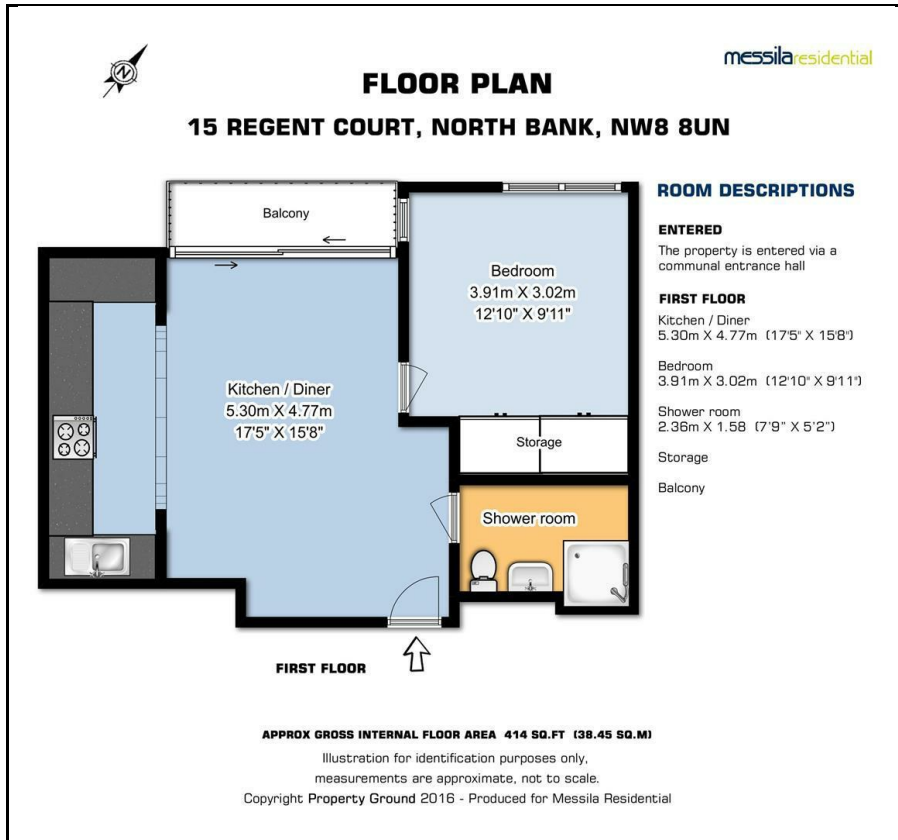 N
messilaresidential
FLOOR PLAN
15 REGENT COURT, NORTH BANK, NW8 8UN
Balcony
Bedroom
3.91m X 3.02m
12'10" X 9'11"
Kitchen / Diner
5.30m X 4.77m
17'5" X 15'8"
Storage
Shower room
FIRST FLOOR
ROOM DESCRIPTIONS
ENTERED
The property is entered via a
communal entrance hall
FIRST FLOOR
Kitchen / Diner
5.30m X 4.77m (17'5" X 15'8")
Bedroom
3.91m X 3.02m (12'10" X 9'11")
Shower room
2.36m X 1.58 (7'9" X 5'2")
Storage
Balcony
APPROX GROSS INTERNAL FLOOR AREA 414 SQ.FT (38.45 SQ.M)
Illustration for identification purposes only,
measurements are approximate, not to scale.
Copyright Property Ground 2016 - Produced for Messila Residential